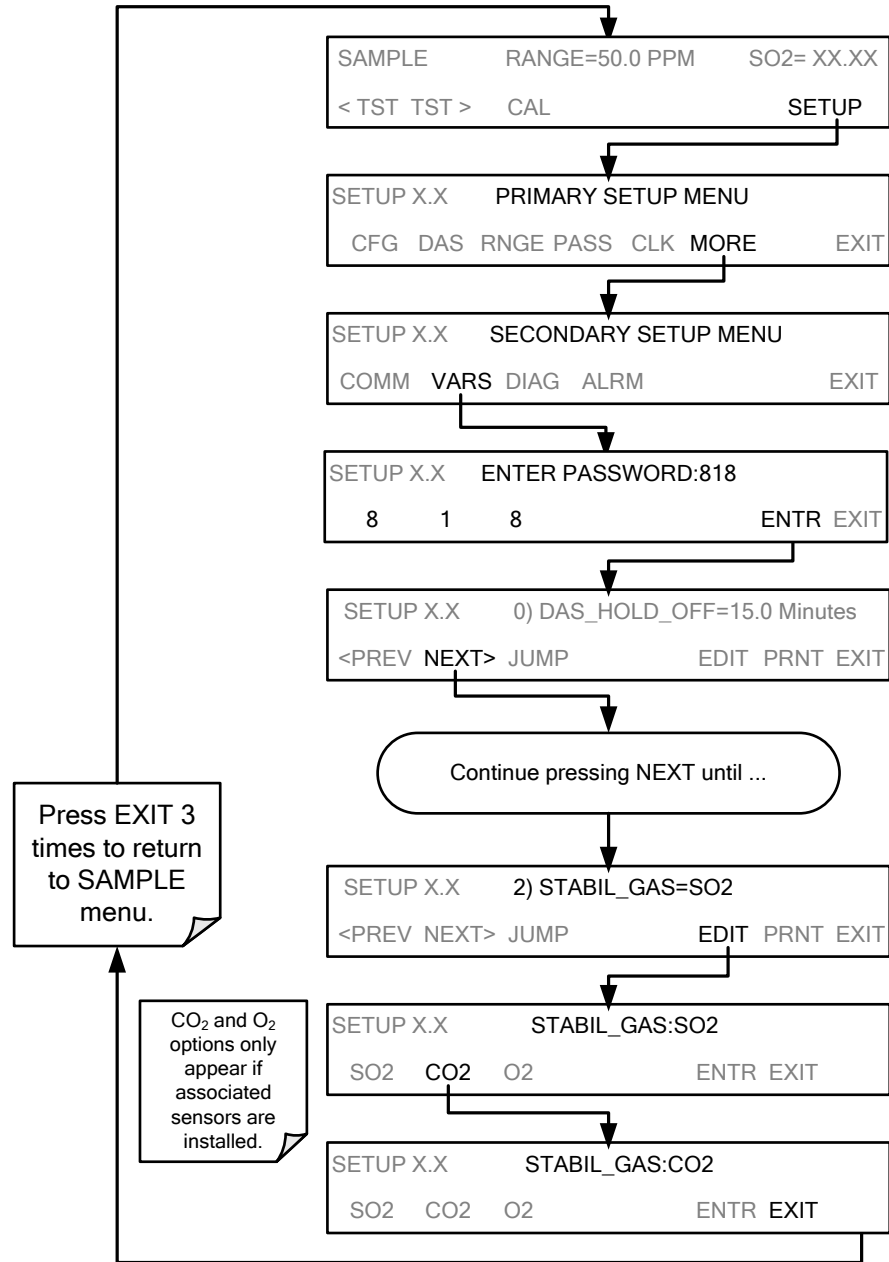 SAMPLE RANGE=50.0 PPM SO2= XX.XX
< TST TST > CAL SETUP
SETUP X.X PRIMARY SETUP MENU
CFG DAS RNGE PASS CLK MORE EXIT
SETUP X.X SECONDARY SETUP MENU
COMM VARS DIAG ALRM EXIT
SETUP X.X ENTER PASSWORD:818
8 1 8 ENTR EXIT
SETUP X.X 0) DAS_HOLD_OFF=15.0 Minutes
<PREV NEXT> JUMP EDIT PRNT EXIT
Continue pressing NEXT until ...
SETUP X.X 2) STABIL_GAS=SO2
<PREV NEXT> JUMP EDIT PRNT EXIT
SETUP X.X STABIL_GAS:SO2
SO2 CO2 O2 ENTR EXIT
SETUP X.X STABIL_GAS:CO2
SO2 CO2 O2 ENTR EXIT
Press EXIT 3
times to return
to SAMPLE
menu.
CO₂ and O₂
options only
appear if
associated
sensors are
installed.